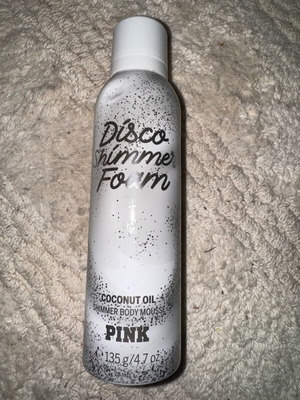 Disco
Shimmer
Foam
COCONUT OIL
SHIMMER BODY MOUSSE
PINK
135 g/4.7 oz